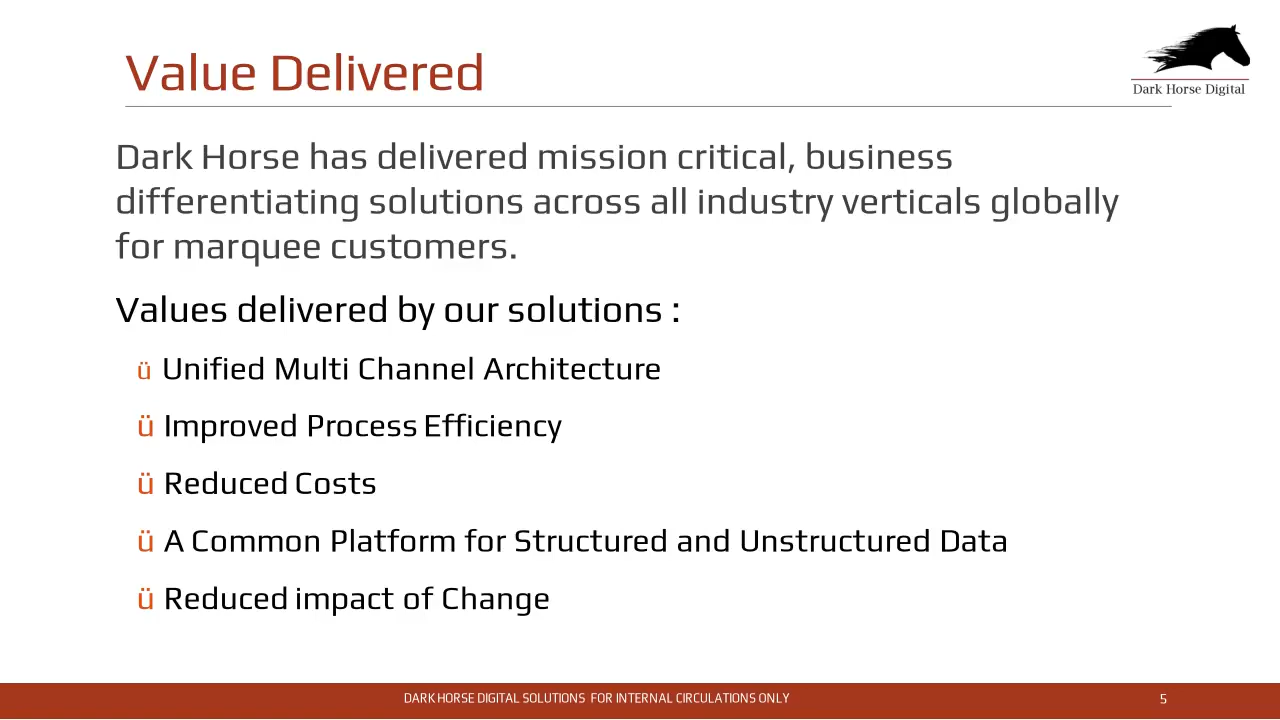 Value Delivered
Dark Horse Digital
Dark Horse has delivered mission critical, business
differentiating solutions across all industry verticals globally
for marquee customers.
Values delivered by our solutions :
ü Unified Multi Channel Architecture
ü Improved Process Efficiency
ü Reduced Costs
ü A Common Platform for Structured and Unstructured Data
ü Reduced impact of Change
DARK HORSE DIGITAL SOLUTIONS FOR INTERNAL CIRCULATIONS ONLY
5